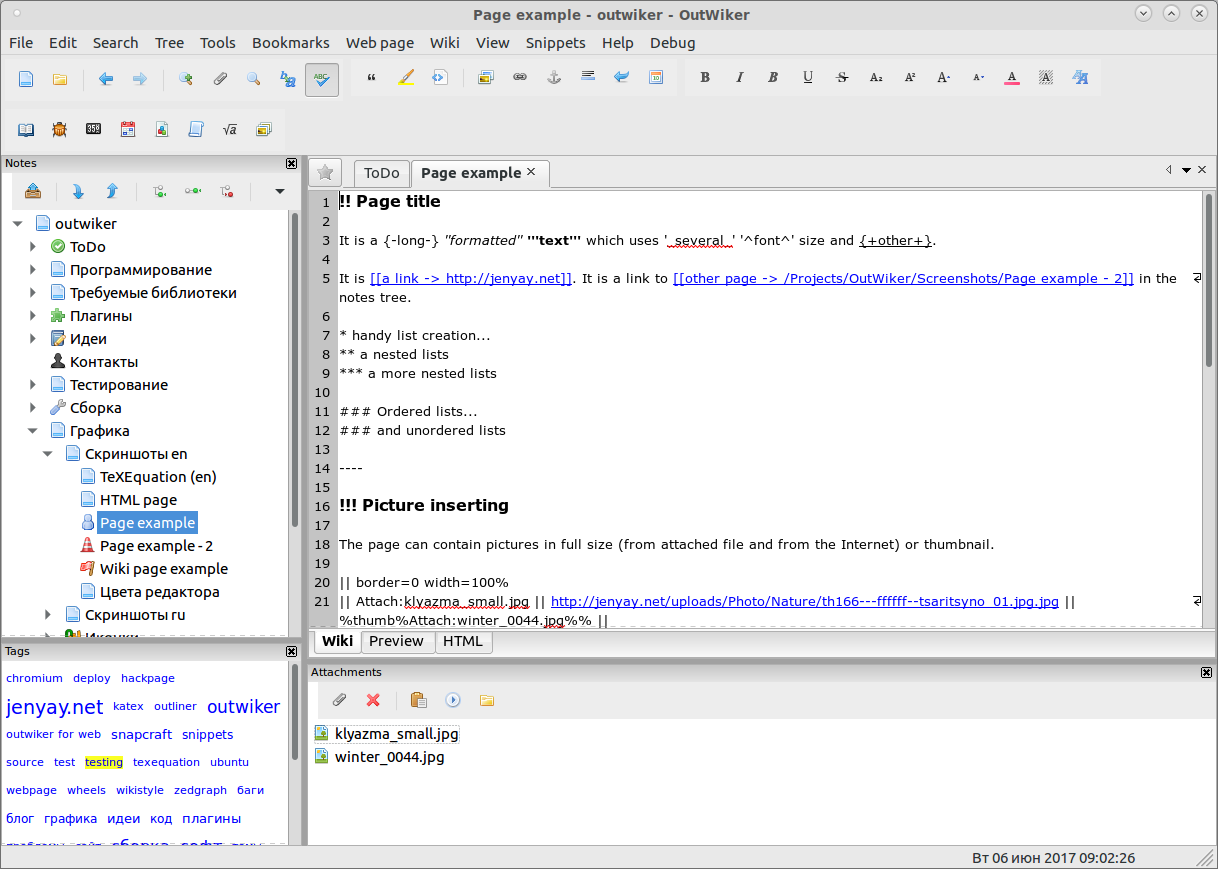 Page example - outwiker - OutWiker
File Edit Search Tree Tools Bookmarks Web page Wiki View Snippets Help Debug
Notes
outwiker
ToDo
Программирование
Требуемые библиотеки
Плагины
Идеи
Контакты
Тестирование
Сборка
Графика
Скриншоты en
TeXEquation (en)
HTML page
Page example
Page example - 2
Wiki page example
Цвета редактора
Скриншоты ru
Tags
chromium deploy hackpage
jenyay.net katex outliner outwiker
outwiker for web snapcraft snippets
source test testing texequation ubuntu
webpage wheels wikistyle zedgraph баги
блог графика идеи код плагины
ToDo Page example
1 !! Page title
2
3 It is a {-long-} ''formatted'' '''text''' which uses '_several_' '^font^' size and {+other+}.
4
5 It is [[a link -> http://jenyay.net]]. It is a link to [[other page -> /Projects/OutWiker/Screenshots/Page example - 2]] in the
notes tree.
6
7 * handy list creation...
8 ** a nested lists
9 *** a more nested lists
10
11 ### Ordered lists...
12 ### and unordered lists
13
14 ----
15
16 !!! Picture inserting
17
18 The page can contain pictures in full size (from attached file and from the Internet) or thumbnail.
19
20 || border=0 width=100%
21 || Attach:klyazma_small.jpg || http://jenyay.net/uploads/Photo/Nature/th166---ffffff--tsaritsyno_01.jpg.jpg ||
%thumb%Attach:winter_0044.jpg%% ||
Wiki Preview HTML
Attachments
klyazma_small.jpg
winter_0044.jpg
Вт 06 июн 2017 09:02:26